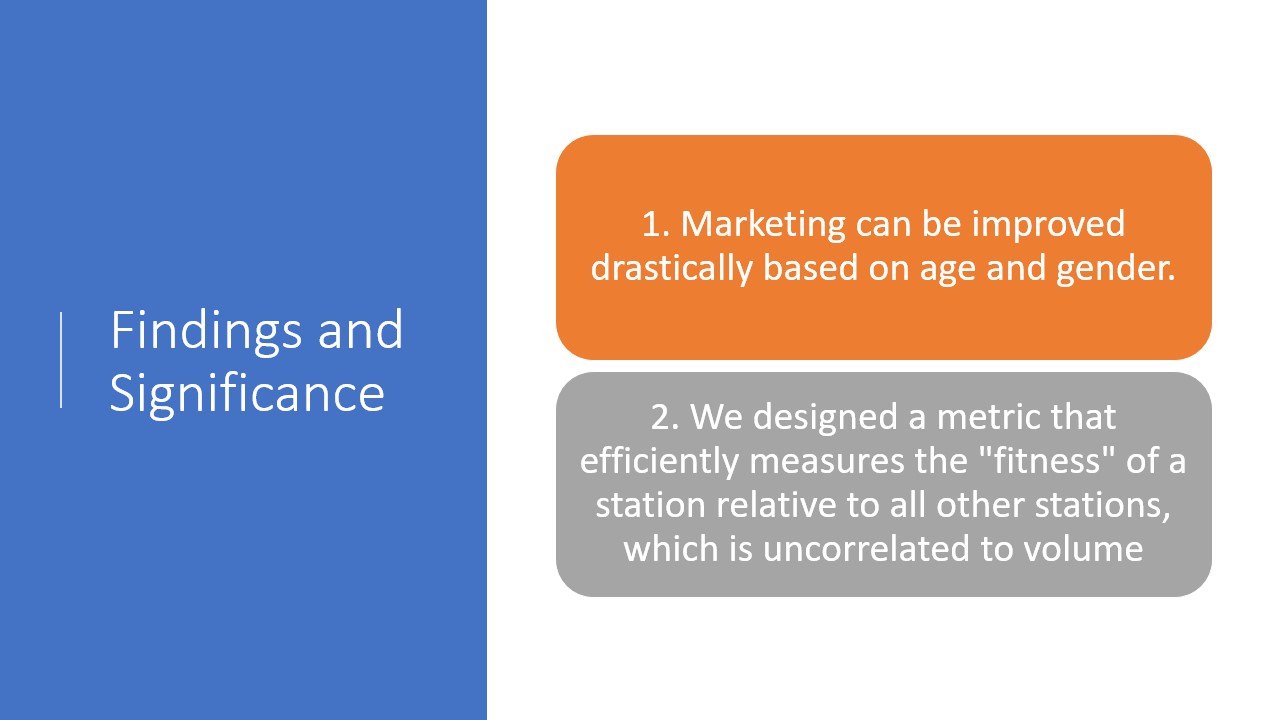 Findings and
Significance
1. Marketing can be improved
drastically based on age and gender.
2. We designed a metric that
efficiently measures the "fitness" of a
station relative to all other stations,
which is uncorrelated to volume